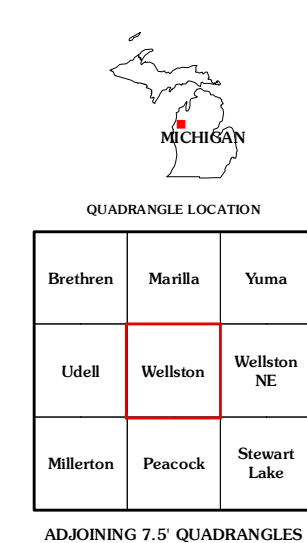 MICHIGAN
QUADRANGLE LOCATION
Brethren Marilla Yuma
Udell Wellston Wellston
NE
Millerton Peacock Stewart
Lake
ADJOINING 7.5' QUADRANGLES